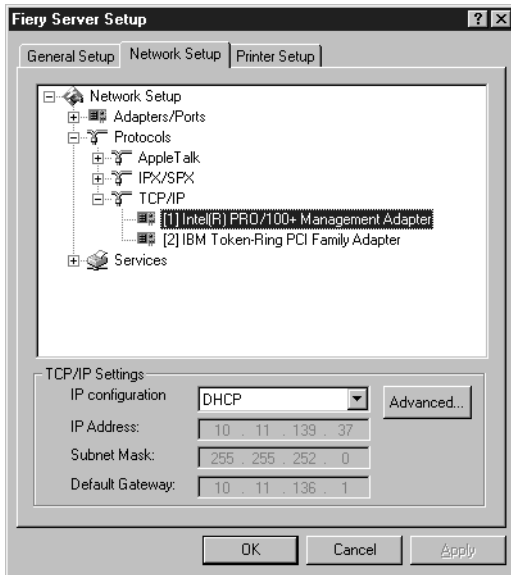 Fiery Server Setup
General Setup Network Setup Printer Setup
Network Setup
Adapters/Ports
Protocols
AppleTalk
IPX/SPX
TCP/IP
[1] Intel(R) PRO/100+ Management Adapter
[2] IBM Token-Ring PCI Family Adapter
Services
TCP/IP Settings
IP configuration DHCP Advanced...
IP Address: 10 . 11 . 139 . 37
Subnet Mask: 255 . 255 . 252 . 0
Default Gateway: 10 . 11 . 136 . 1
OK Cancel Apply